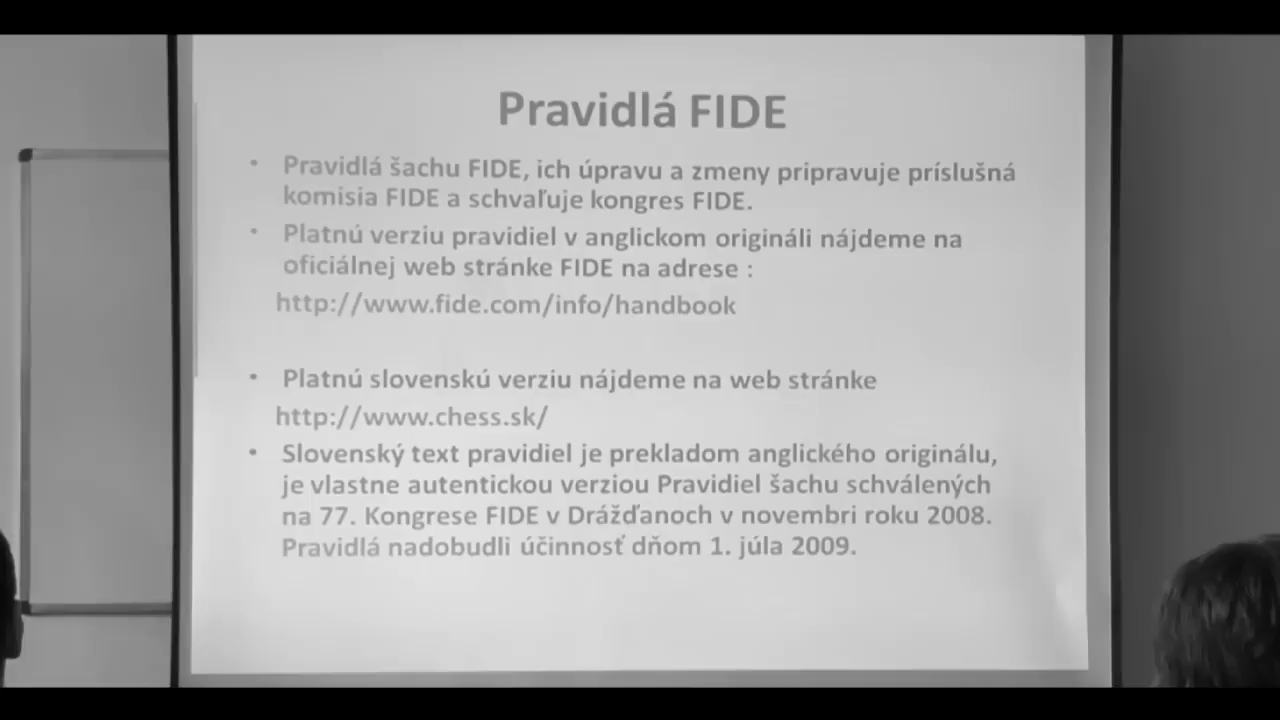 Pravidlá FIDE
• Pravidlá šachu FIDE, ich úpravu a zmeny pripravuje príslušná
komisia FIDE a schvaľuje kongres FIDE.
• Platnú verziu pravidiel v anglickom origináli nájdeme na
oficiálnej web stránke FIDE na adrese :
http://www.fide.com/info/handbook
• Platnú slovenskú verziu nájdeme na web stránke
http://www.chess.sk/
• Slovenský text pravidiel je prekladom anglického originálu,
je vlastne autentickou verziou Pravidiel šachu schválených
na 77. Kongrese FIDE v Drážďanoch v novembri roku 2008.
Pravidlá nadobudli účinnosť dňom 1. júla 2009.